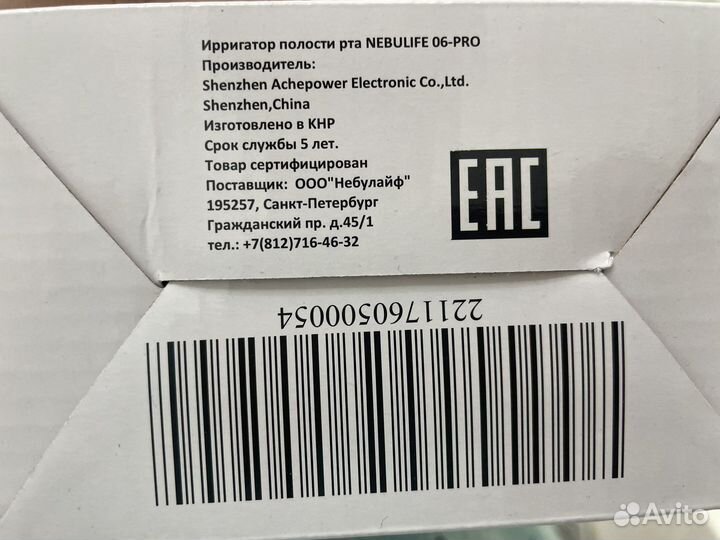 Ирригатор полости рта NEBULIFE 06-PRO
Производитель:
Shenzhen Achepower Electronic Co.,Ltd.
Shenzhen,China
Изготовлено в КНР
Срок службы 5 лет.
Товар сертифицирован
Поставщик: ООО"Небулайф"
195257, Санкт-Петербург
Гражданский пр. д.45/1
тел.: +7(812)716-46-32
EAC
2211760500054
Avito